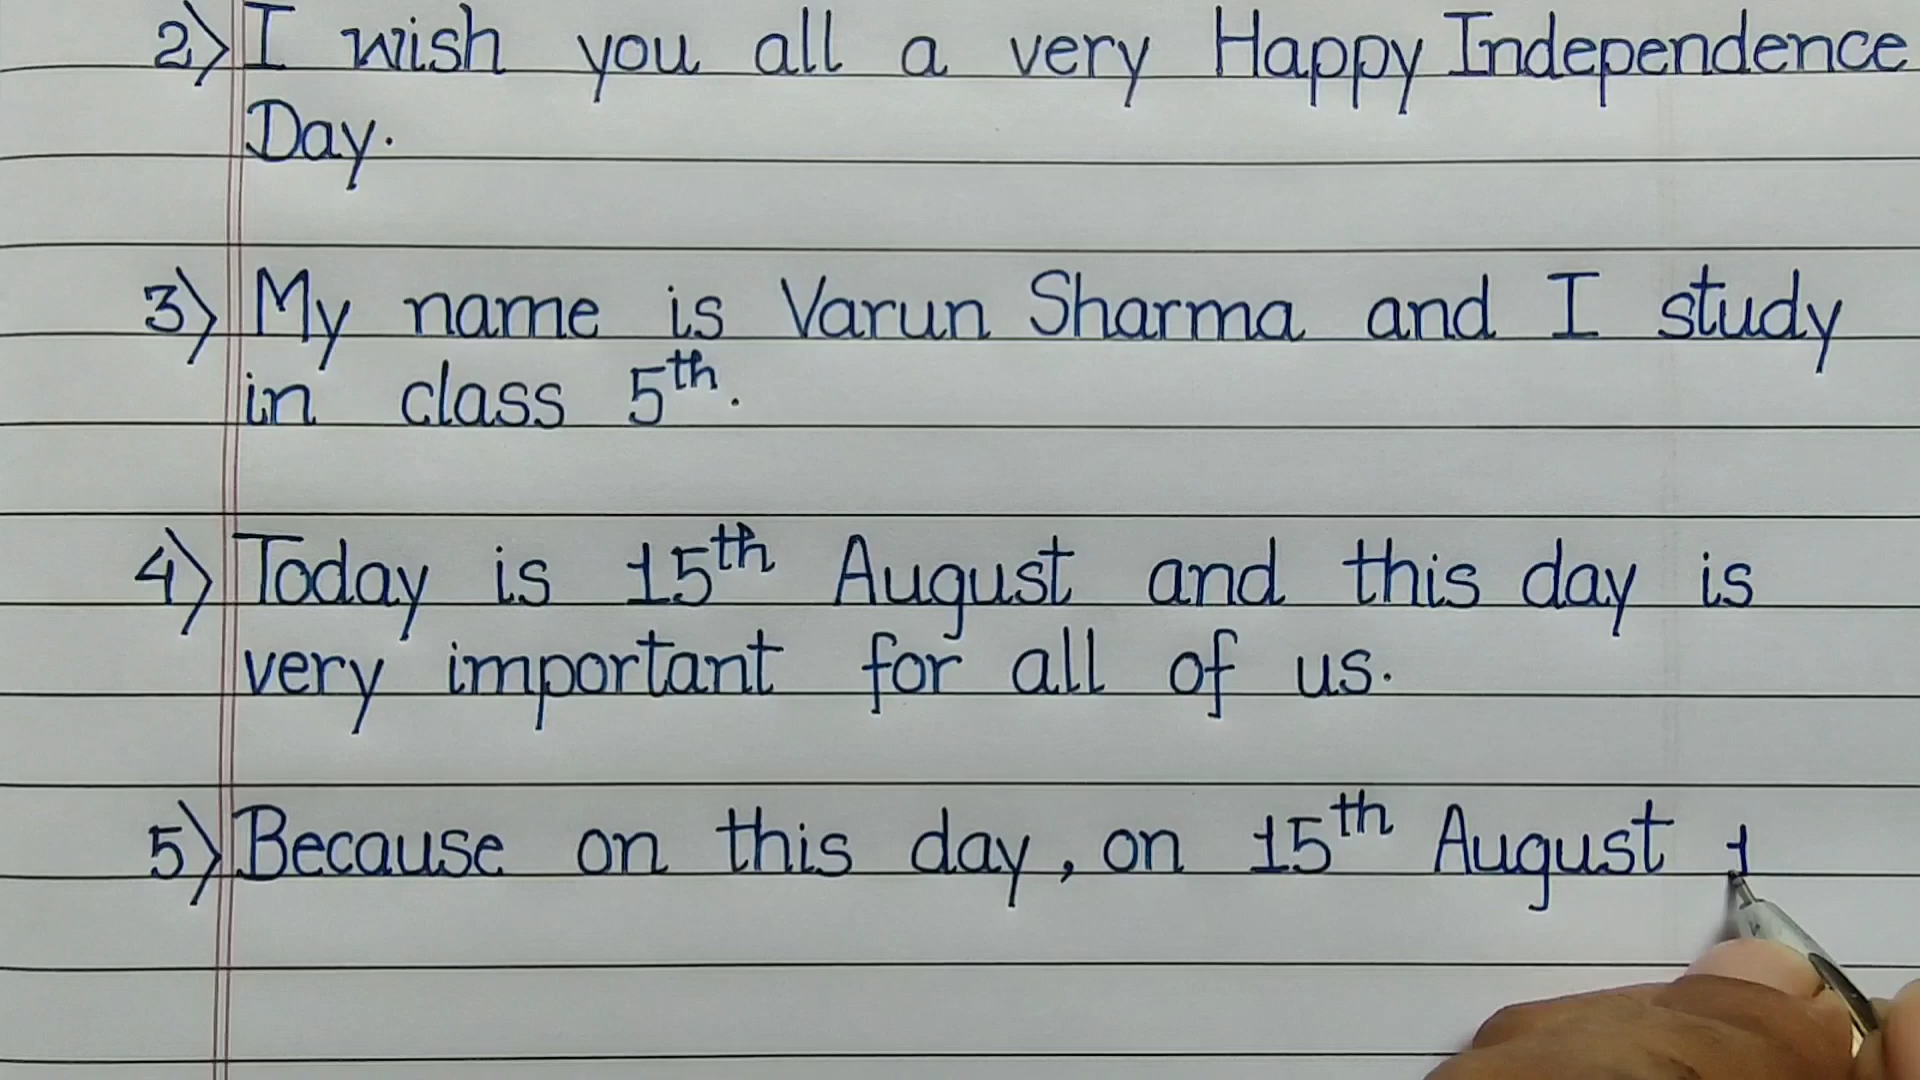 2) I wish you all a very Happy Independence
Day.
3) My name is Varun Sharma and I study
in class 5th.
4) Today is 15th August and this day is
very important for all of us.
5) Because on this day, on 15th August 1